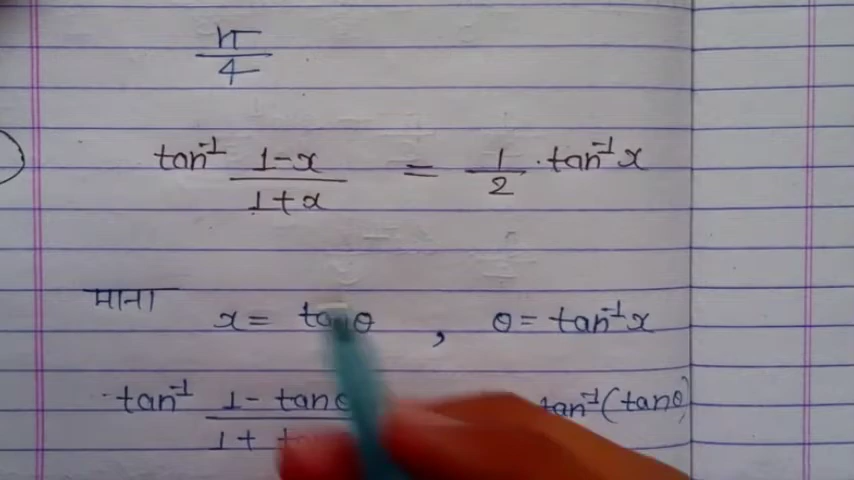 π/4
tan⁻¹ (1-x)/(1+x) = 1/2 · tan⁻¹ x
माना
x = tanθ , θ = tan⁻¹x
tan⁻¹ (1 - tanθ)/(1 + t tan⁻¹(tanθ)